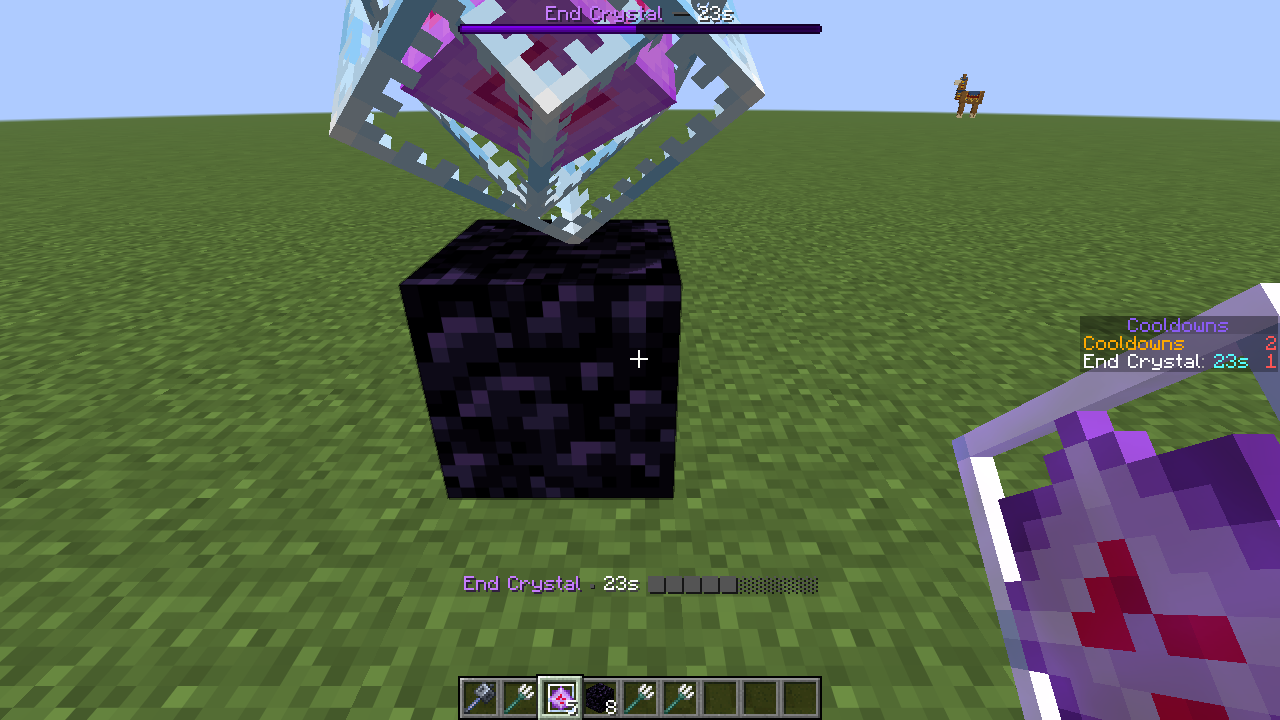 End Crystal — 23s
Cooldowns
Cooldowns 2
End Crystal: 23s 1
End Crystal · 23s
5 8